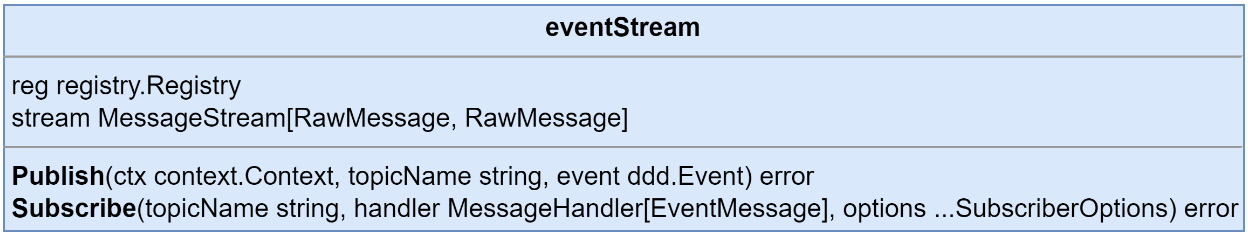 eventStream
reg registry.Registry
stream MessageStream[RawMessage, RawMessage]
Publish(ctx context.Context, topicName string, event ddd.Event) error
Subscribe(topicName string, handler MessageHandler[EventMessage], options ...SubscriberOptions) error